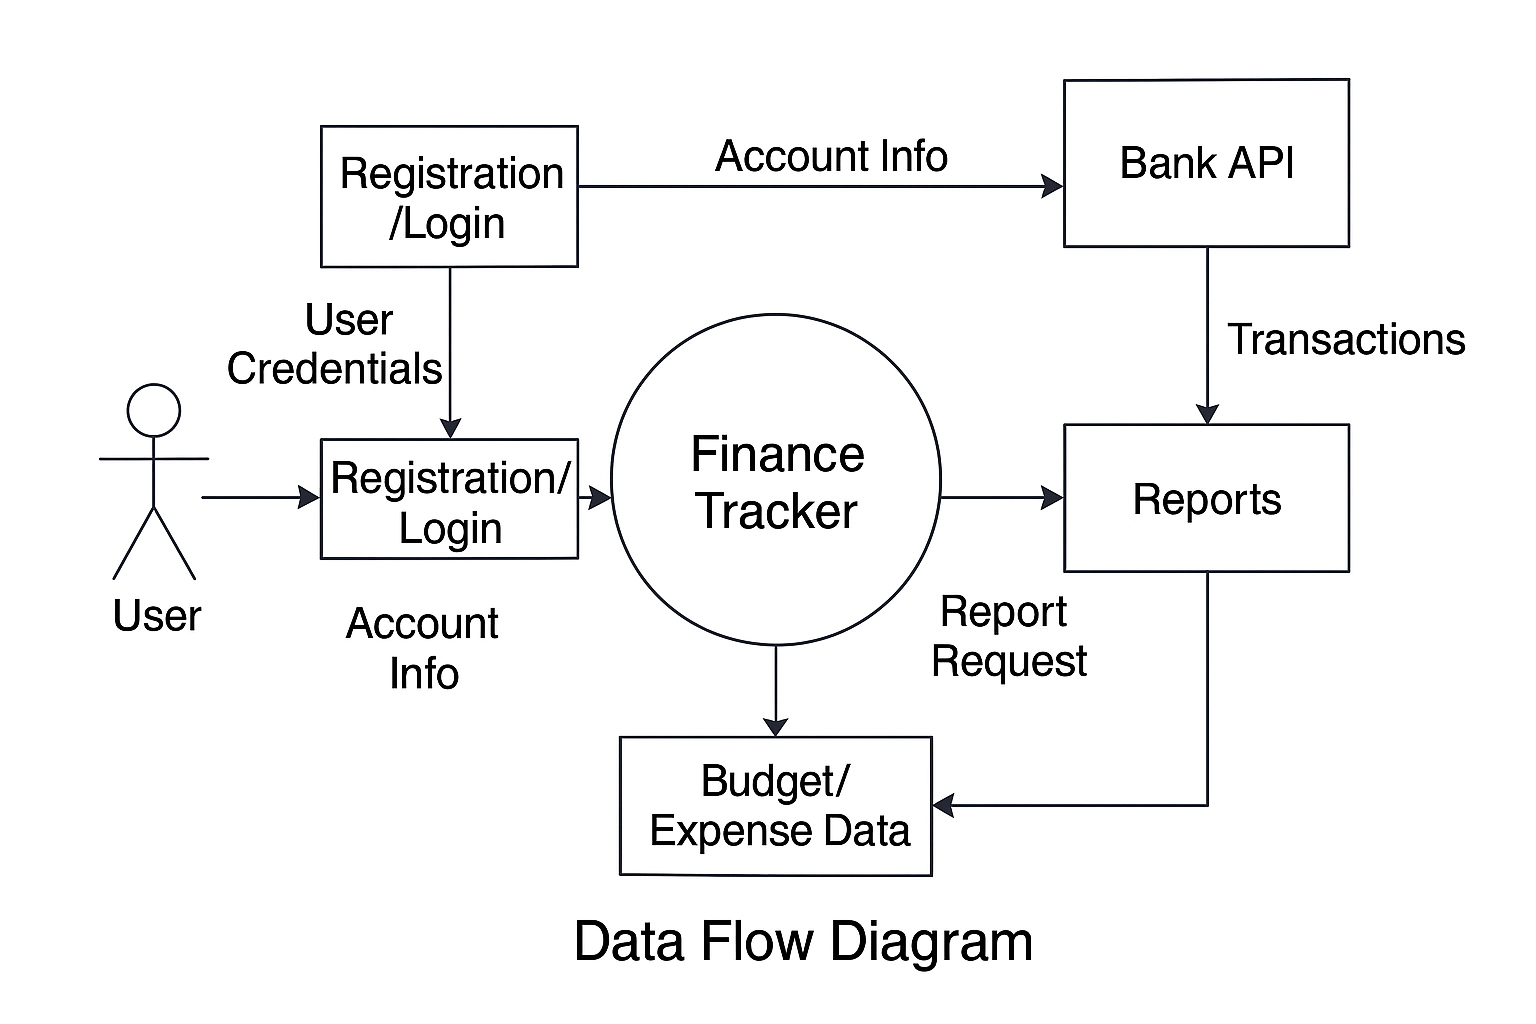 Registration
/Login
Account Info
Bank API
User
Credentials
Transactions
User
Registration/
Login
Account
Info
Finance
Tracker
Reports
Report
Request
Budget/
Expense Data
Data Flow Diagram